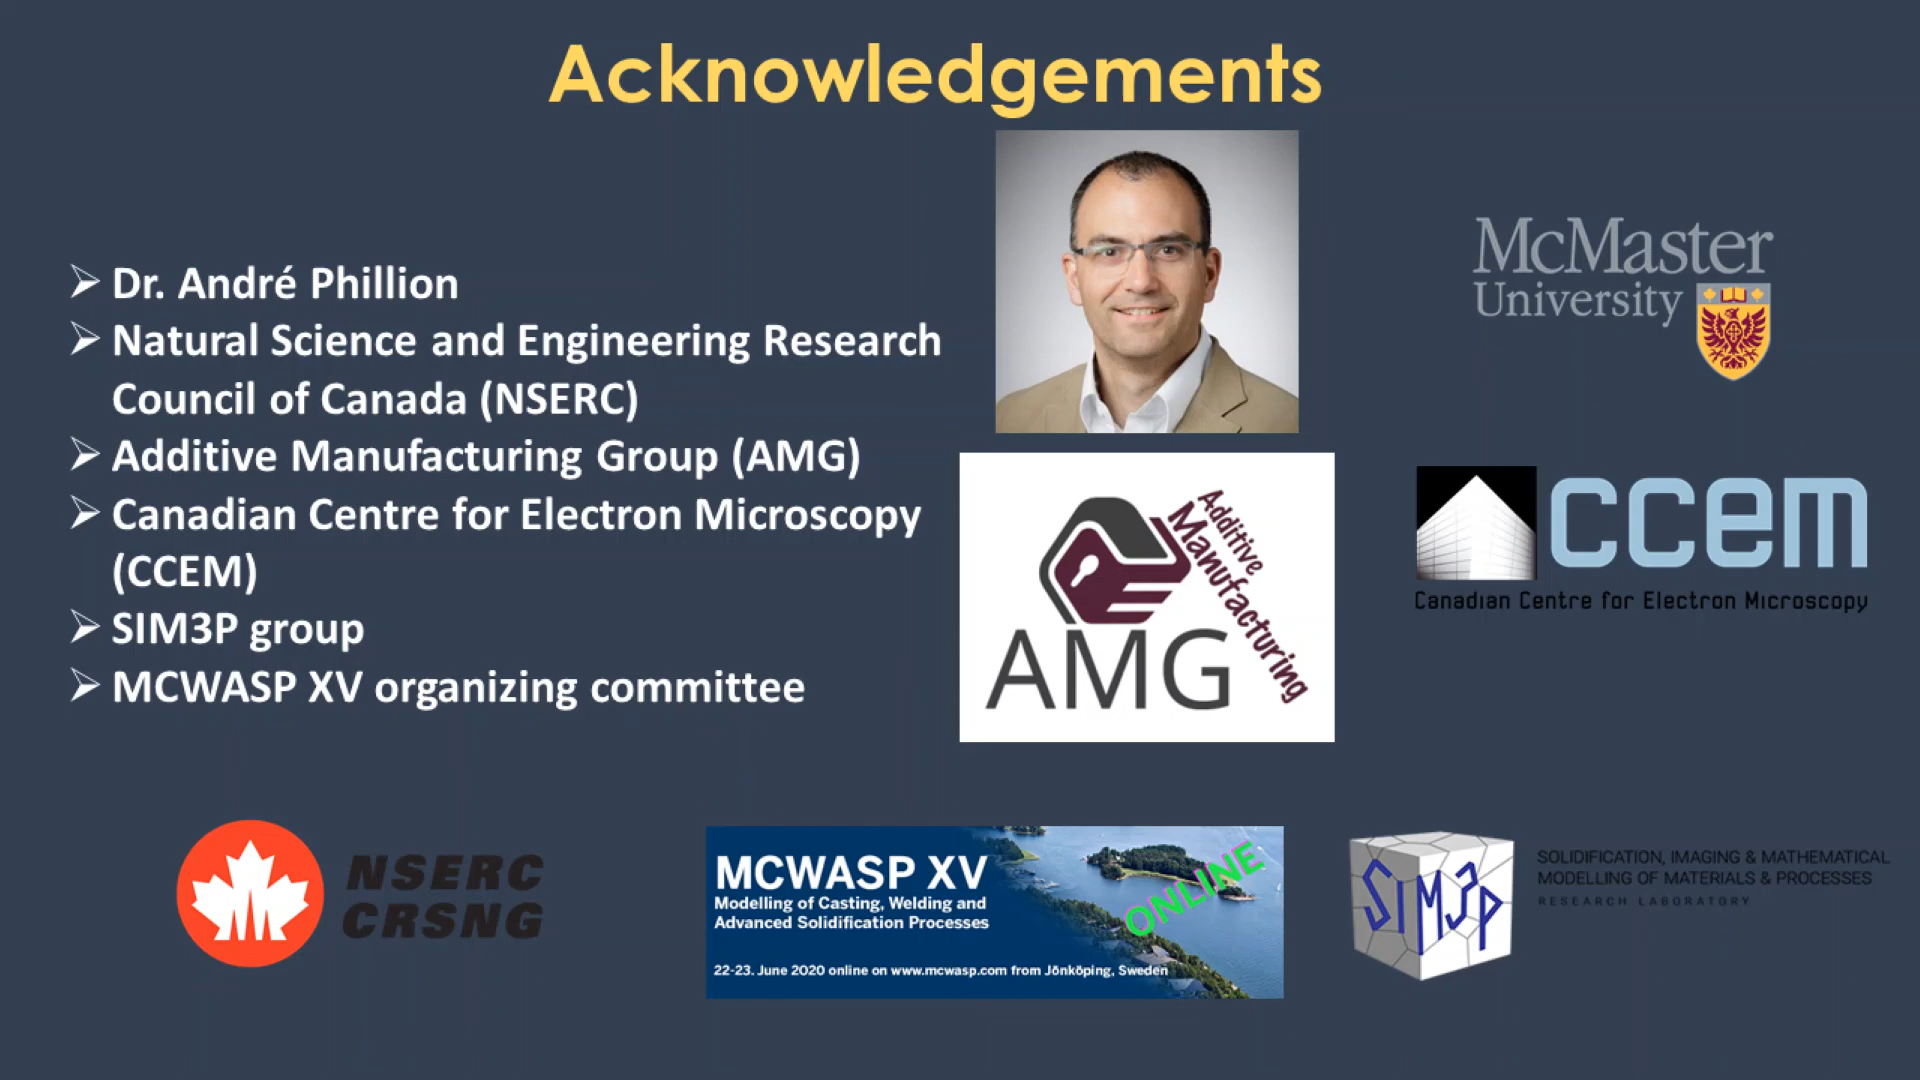 Acknowledgements
➢ Dr. André Phillion
➢ Natural Science and Engineering Research
Council of Canada (NSERC)
➢ Additive Manufacturing Group (AMG)
➢ Canadian Centre for Electron Microscopy
(CCEM)
➢ SIM3P group
➢ MCWASP XV organizing committee
McMaster
University
Additive
Manufacturing
AMG
ccem
Canadian Centre for Electron Microscopy
NSERC
CRSNG
MCWASP XV
Modelling of Casting, Welding and
Advanced Solidification Processes
ONLINE
22-23. June 2020 online on www.mcwasp.com from Jönköping, Sweden
SIM3P
SOLIDIFICATION, IMAGING & MATHEMATICAL
MODELLING OF MATERIALS & PROCESSES
RESEARCH LABORATORY